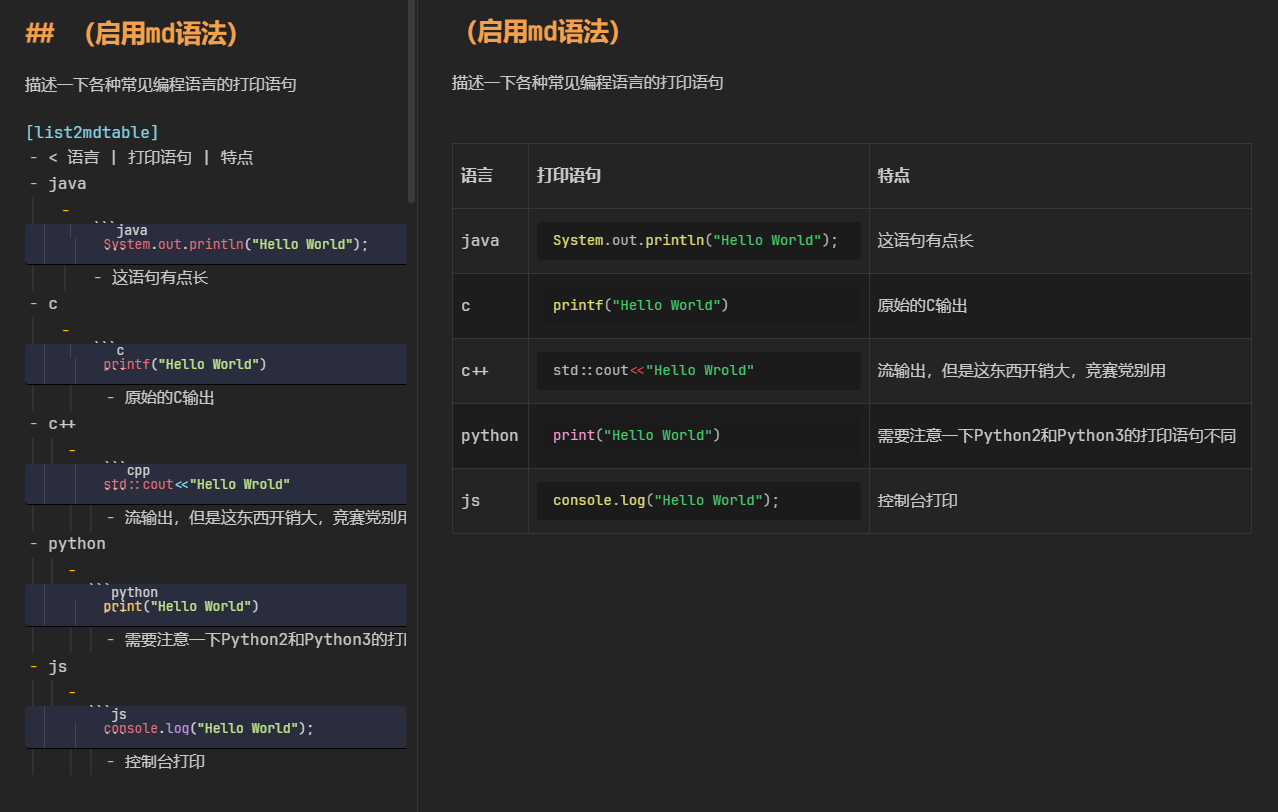 ## （启用md语法）
描述一下各种常见编程语言的打印语句
[list2mdtable]
- < 语言 | 打印语句 | 特点
- java
-
```java
System.out.println("Hello World");
```
- 这语句有点长
- c
-
```c
printf("Hello World")
```
- 原始的C输出
- c++
-
```cpp
std::cout<<"Hello Wrold"
```
- 流输出，但是这东西开销大，竞赛党别用
- python
-
```python
print("Hello World")
```
- 需要注意一下Python2和Python3的打
- js
-
```js
console.log("Hello World");
```
- 控制台打印
（启用md语法）
描述一下各种常见编程语言的打印语句
语言 打印语句 特点
java System.out.println("Hello World"); 这语句有点长
c printf("Hello World") 原始的C输出
c++ std::cout<<"Hello Wrold" 流输出，但是这东西开销大，竞赛党别用
python print("Hello World") 需要注意一下Python2和Python3的打印语句不同
js console.log("Hello World"); 控制台打印